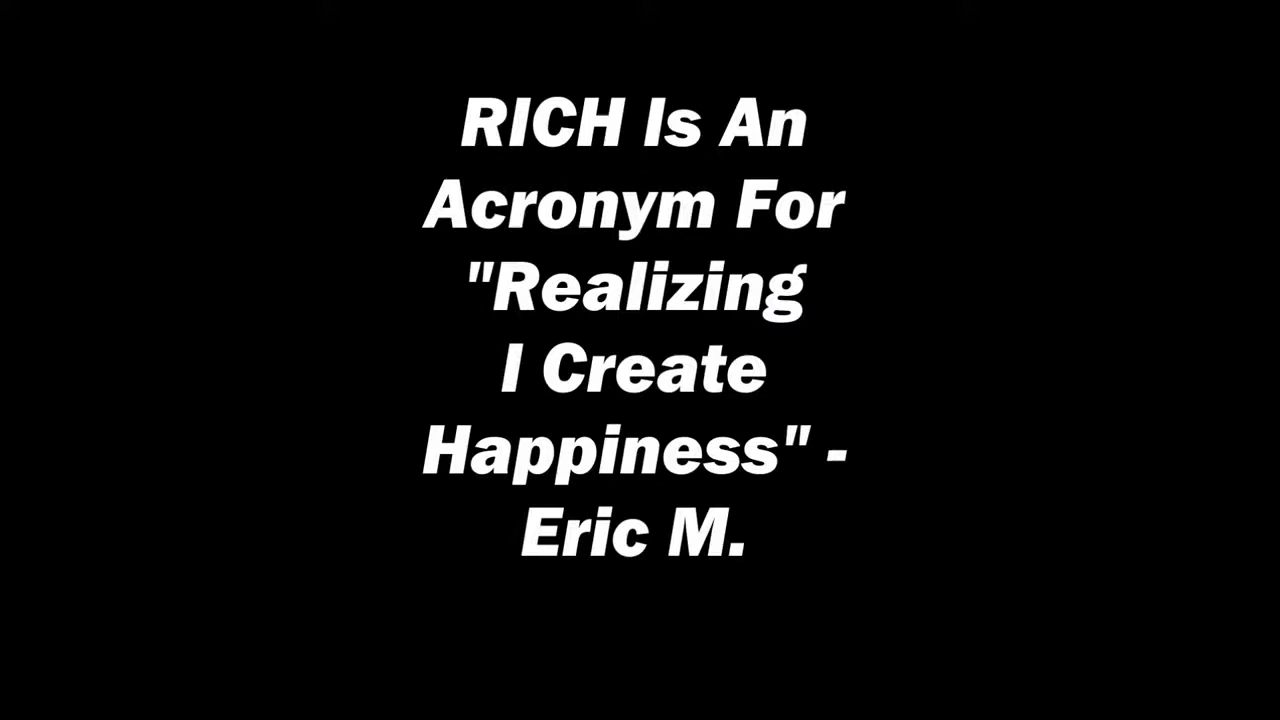 RICH Is An
Acronym For
"Realizing
I Create
Happiness" -
Eric M.